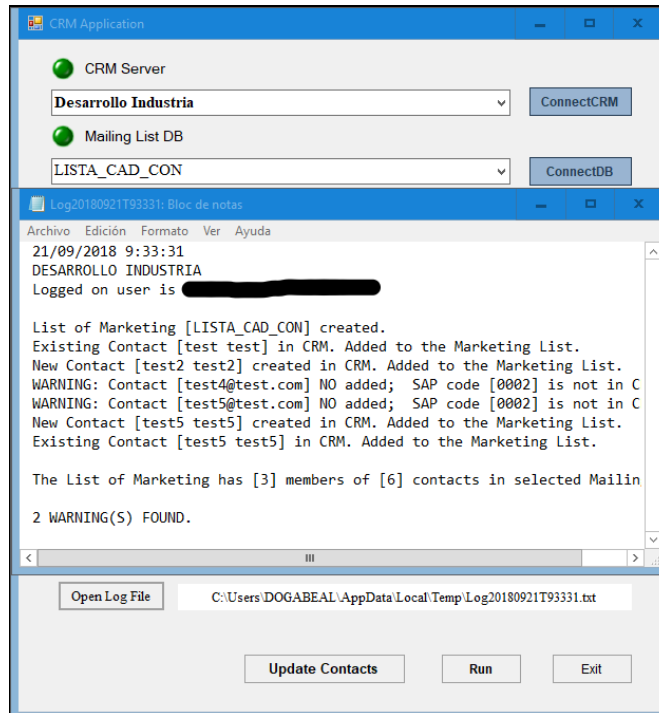 CRM Application
CRM Server
Desarrollo Industria
ConnectCRM
Mailing List DB
LISTA_CAD_CON
ConnectDB
Log20180921T93331: Bloc de notas
Archivo Edición Formato Ver Ayuda
21/09/2018 9:33:31
DESARROLLO INDUSTRIA
Logged on user is
List of Marketing [LISTA_CAD_CON] created.
Existing Contact [test test] in CRM. Added to the Marketing List.
New Contact [test2 test2] created in CRM. Added to the Marketing List.
WARNING: Contact [test4@test.com] NO added;  SAP code [0002] is not in C
WARNING: Contact [test5@test.com] NO added;  SAP code [0002] is not in C
New Contact [test5 test5] created in CRM. Added to the Marketing List.
Existing Contact [test5 test5] in CRM. Added to the Marketing List.
The List of Marketing has [3] members of [6] contacts in selected Mailin
2 WARNING(S) FOUND.
Open Log File
C:\Users\DOGABEAL\AppData\Local\Temp\Log20180921T93331.txt
Update Contacts
Run
Exit